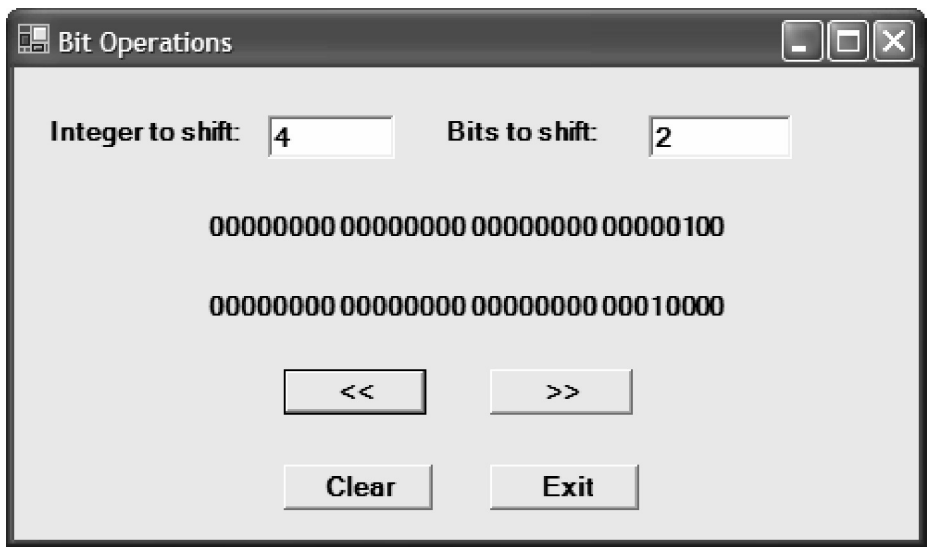 Bit Operations
Integer to shift: 4 Bits to shift: 2
00000000 00000000 00000000 00000100
00000000 00000000 00000000 00010000
<< >>
Clear Exit